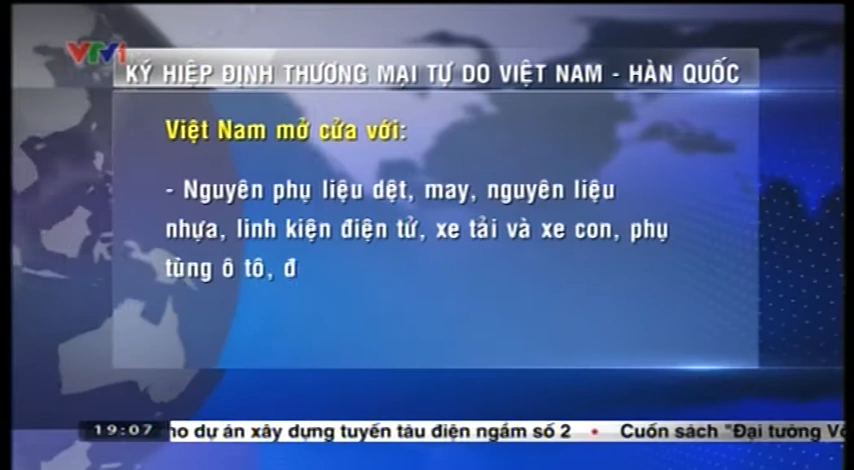 VTV1
KÝ HIỆP ĐỊNH THƯƠNG MẠI TỰ DO VIỆT NAM - HÀN QUỐC
Việt Nam mở cửa với:
- Nguyên phụ liệu dệt, may, nguyên liệu
nhựa, linh kiện điện tử, xe tải và xe con, phụ
tùng ô tô, đ
19:07 ho dự án xây dựng tuyến tàu điện ngầm số 2 • Cuốn sách "Đại tướng Võ